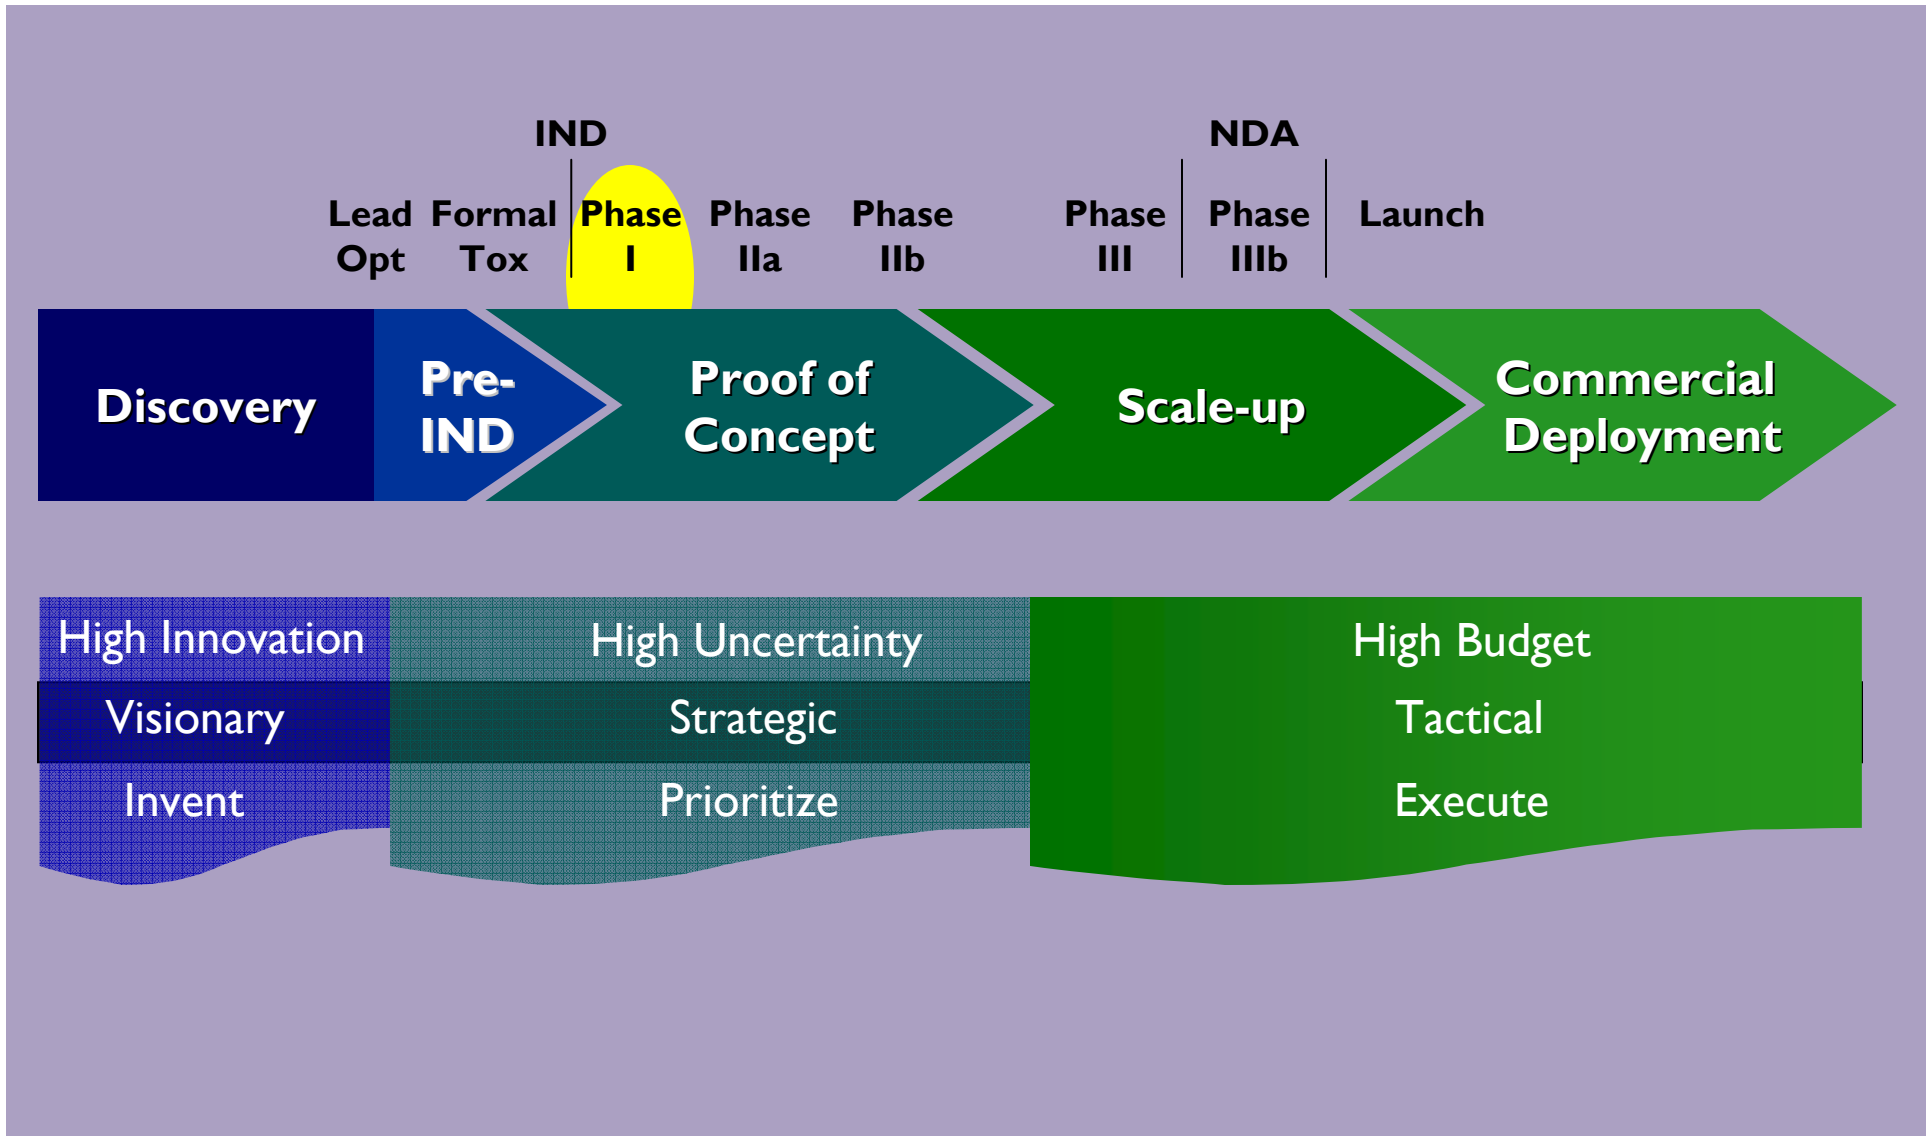 IND
NDA
Lead Formal Phase Phase Phase Phase Phase Launch
Opt Tox I IIa IIb III IIIb
Discovery
Pre-
IND
Proof of
Concept
Scale-up
Commercial
Deployment
High Innovation
High Uncertainty
High Budget
Visionary
Strategic
Tactical
Invent
Prioritize
Execute